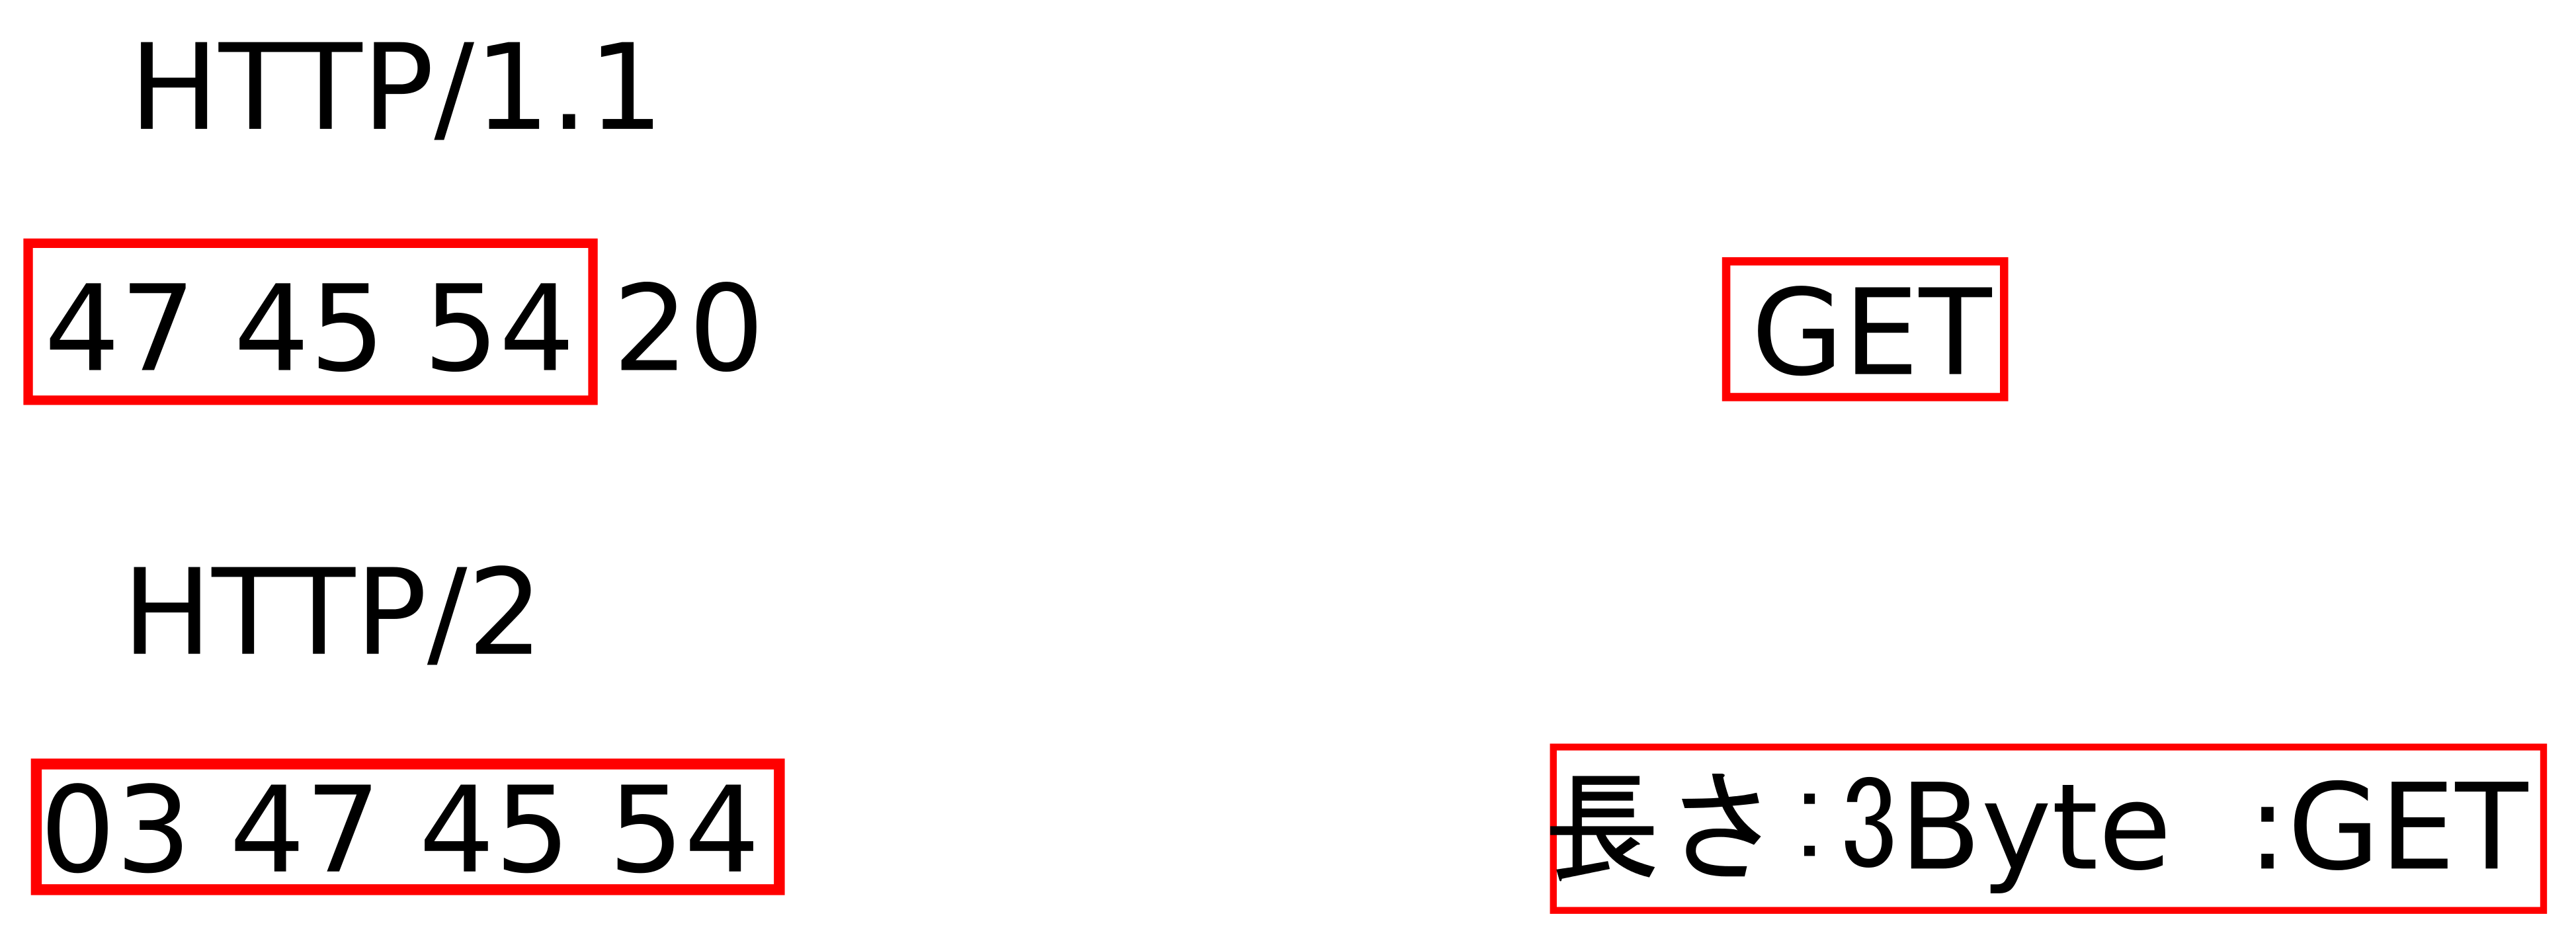 HTTP/1.1
47 45 54 20 GET
HTTP/2
03 47 45 54 長さ:3Byte :GET